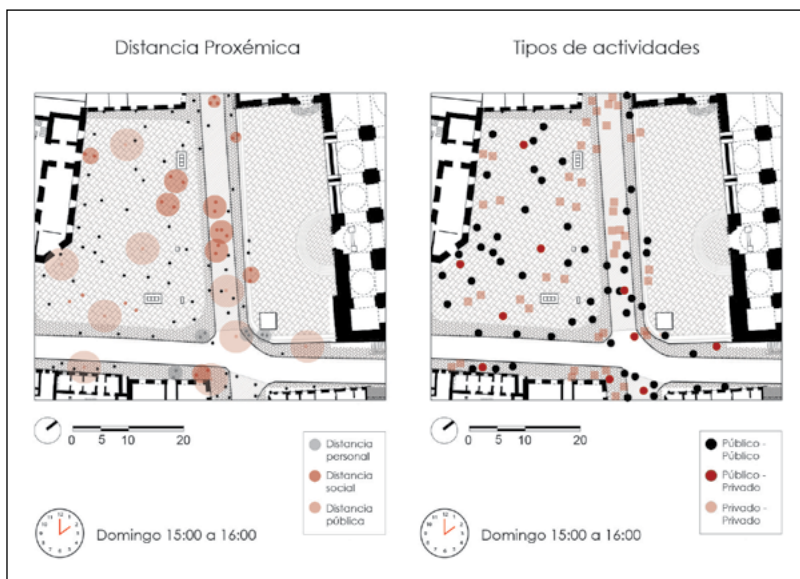 Distancia Proxémica
0 5 10 20
Distancia
personal
Distancia
social
Distancia
pública
Domingo 15:00 a 16:00
Tipos de actividades
0 5 10 20
Público -
Público
Público -
Privado
Privado -
Privado
Domingo 15:00 a 16:00